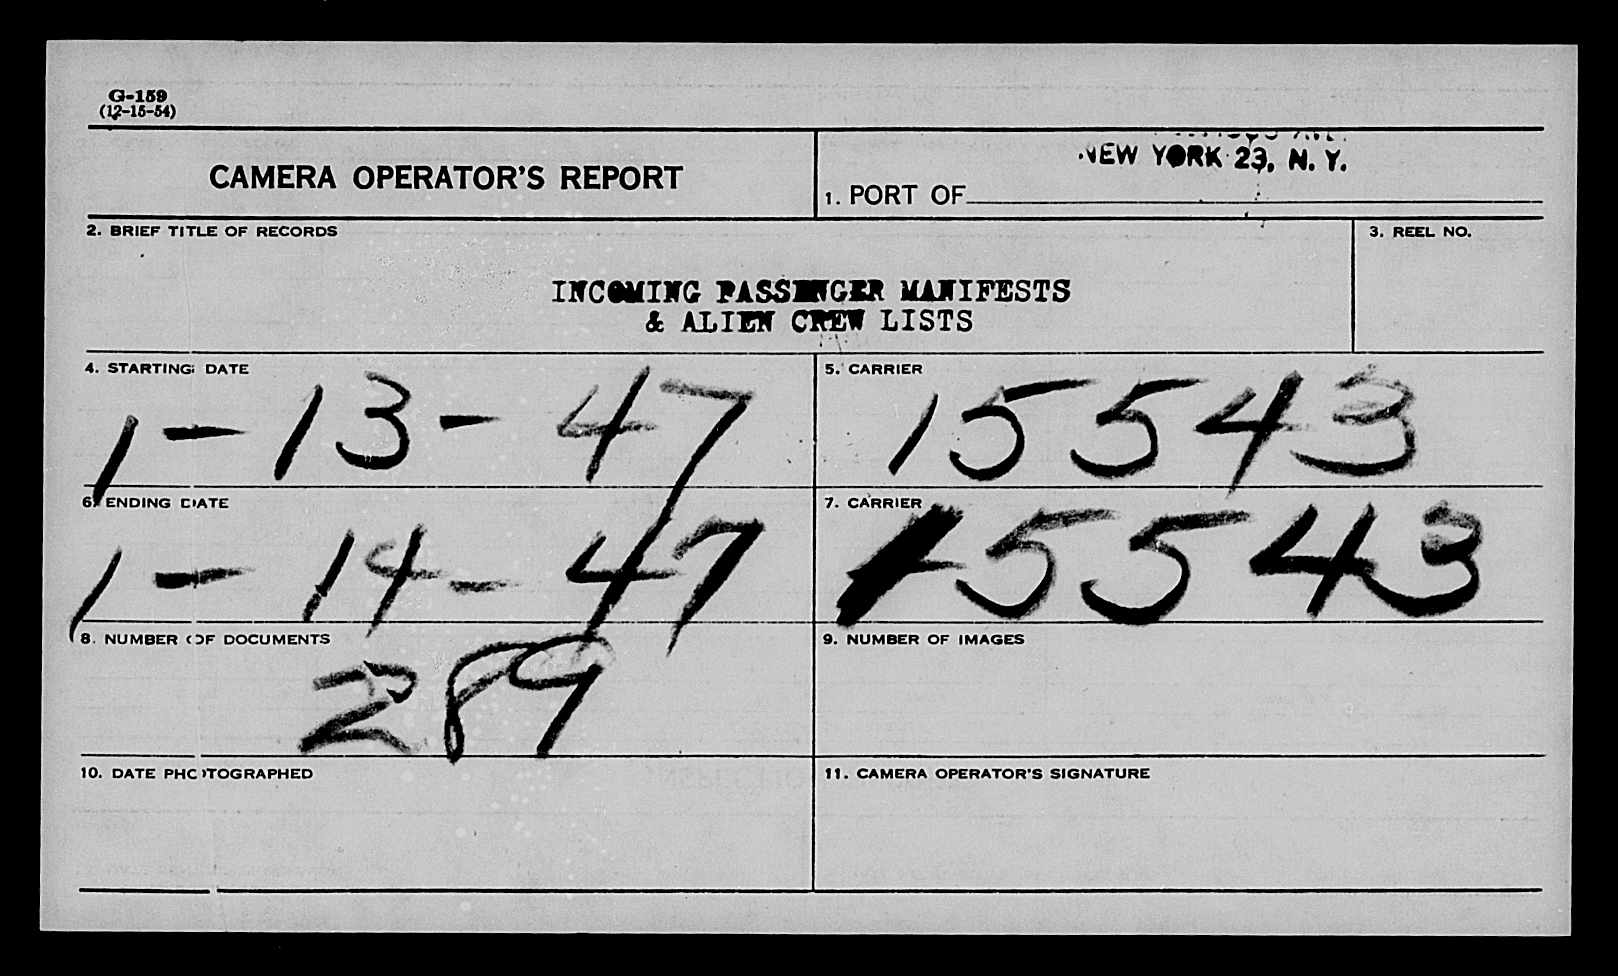 G-159
(12-15-54)
CAMERA OPERATOR'S REPORT
NEW YORK 23, N. Y.
1. PORT OF
2. BRIEF TITLE OF RECORDS
3. REEL NO.
INCOMING PASSENGER MANIFESTS
& ALIEN CREW LISTS
4. STARTING DATE
1-13-47
5. CARRIER
15543
6. ENDING DATE
1-14-47
7. CARRIER
15543
8. NUMBER OF DOCUMENTS
289
9. NUMBER OF IMAGES
10. DATE PHOTOGRAPHED
11. CAMERA OPERATOR'S SIGNATURE